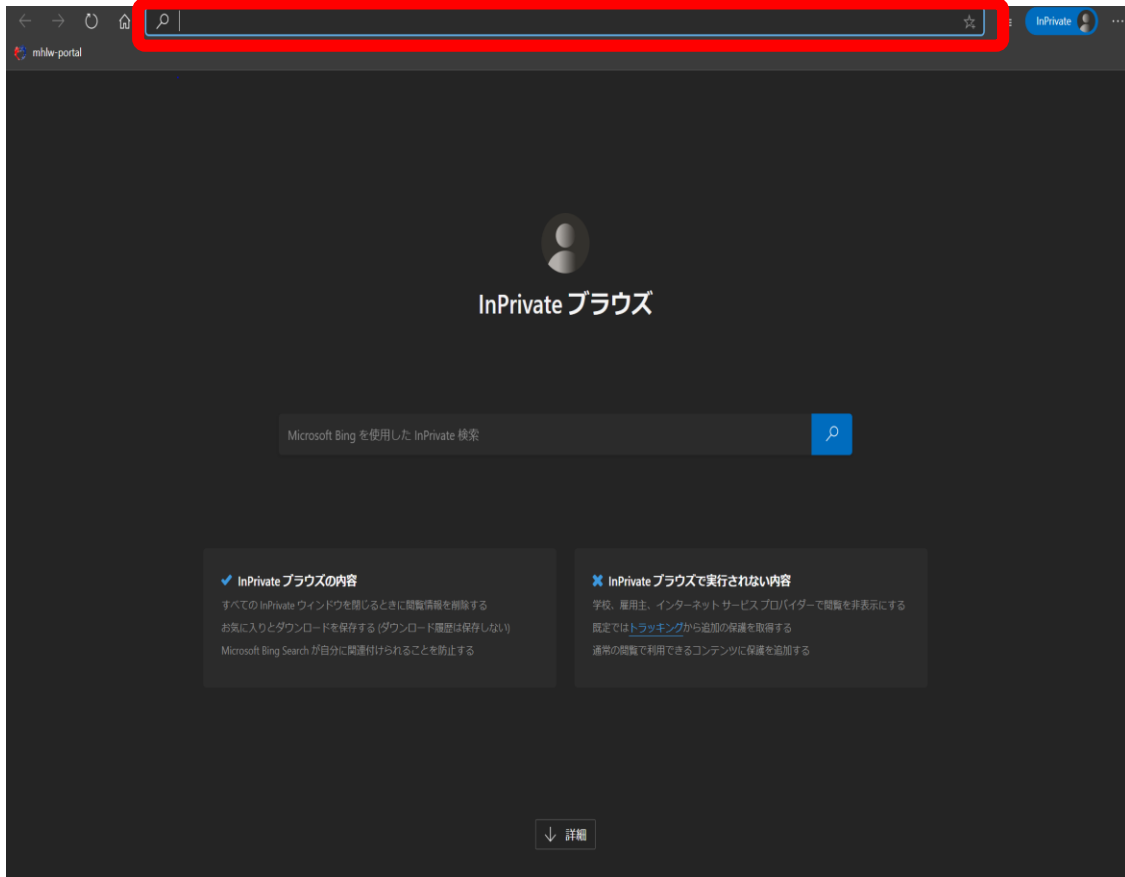 InPrivate
mhlw-portal
InPrivate ブラウズ
Microsoft Bing を使用した InPrivate 検索
InPrivate ブラウズの内容
すべての InPrivate ウィンドウを閉じるときに閲覧情報を削除する
お気に入りとダウンロードを保存する (ダウンロード履歴は保存しない)
Microsoft Bing Search が自分に関連付けられることを防止する
InPrivate ブラウズで実行されない内容
学校、雇用主、インターネット サービス プロバイダーで閲覧を非表示にする
既定ではトラッキングから追加の保護を取得する
通常の閲覧で利用できるコンテンツに保護を追加する
詳細